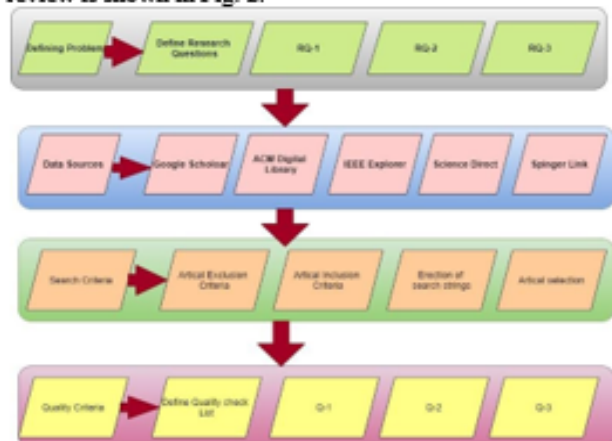 review is shown in Fig. 2.
Defining Problem
Define Research
Questions
RQ-1
RQ-2
RQ-3
Data Sources
Google Scholoar
ACM Digital
Library
IEEE Explorer
Science Direct
Spinger Link
Search Criteria
Artical Exclusion
Criteria
Artical Inclusion
Criteria
Erection of
search strings
Artical selection
Quality Criteria
Define Quality check
List
Q-1
Q-2
Q-3